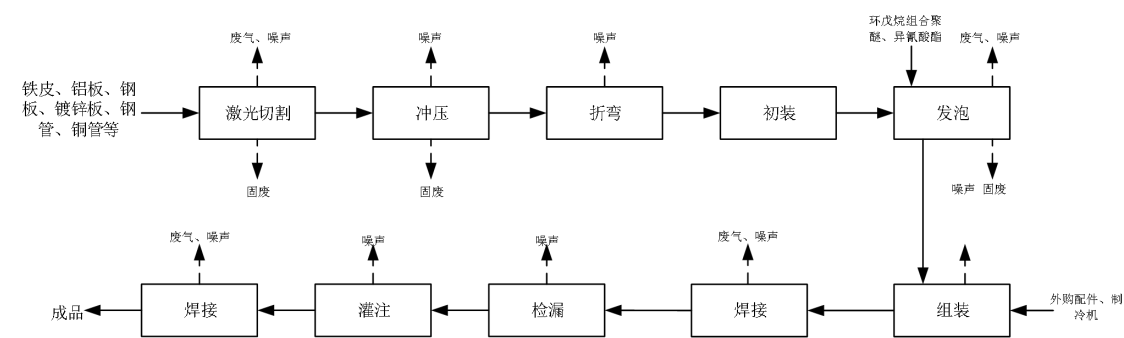 环戊烷组合聚
醚、异氰酸酯
废气、噪声
噪声
噪声
废气、噪声
铁皮、铝板、钢
板、镀锌板、钢
管、铜管等
激光切割
冲压
折弯
初装
发泡
固废
固废
噪声 固废
废气、噪声
噪声
噪声
废气、噪声
成品
焊接
灌注
检漏
焊接
组装
外购配件、制
冷机